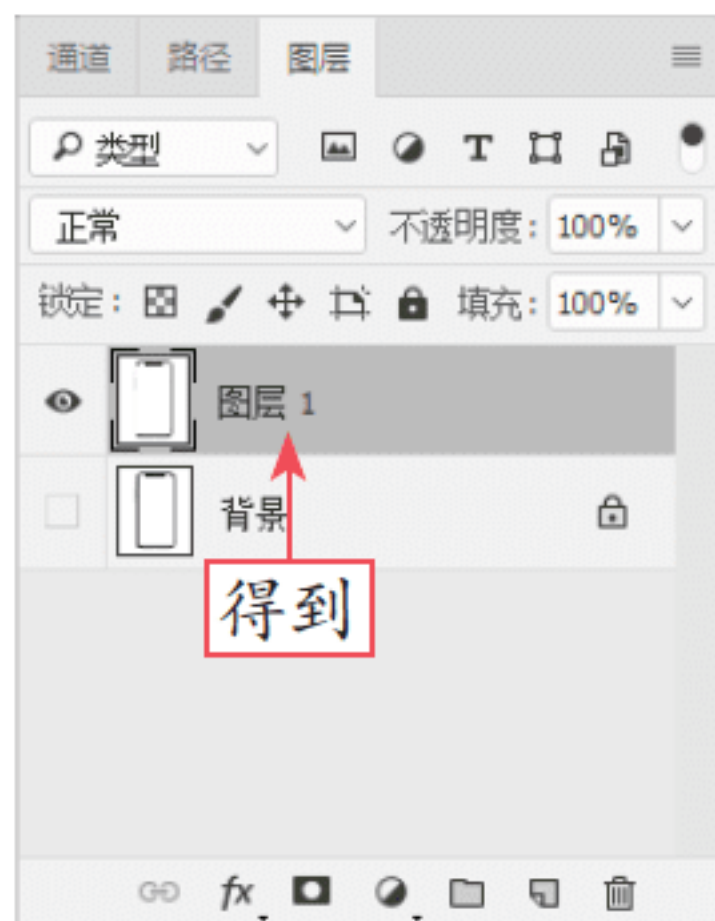 通道 路径 图层
类型 T
正常 不透明度: 100%
锁定: 填充: 100%
图层 1
背景
得到
fx